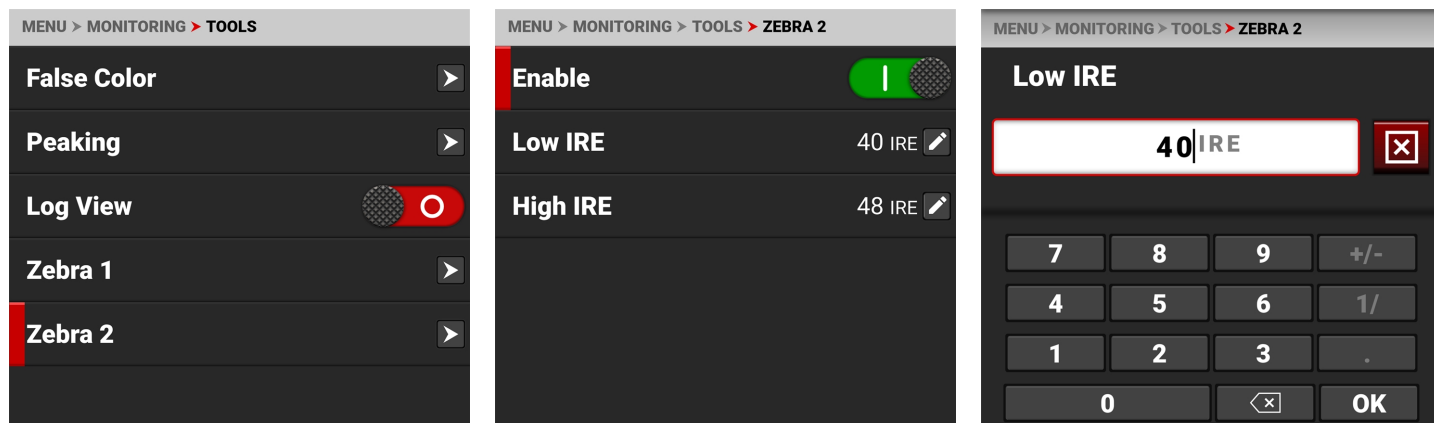 MENU > MONITORING > TOOLS
False Color
Peaking
Log View
Zebra 1
Zebra 2
MENU > MONITORING > TOOLS > ZEBRA 2
Enable
Low IRE 40 IRE
High IRE 48 IRE
MENU > MONITORING > TOOLS > ZEBRA 2
Low IRE
40 IRE
7 8 9 +/-
4 5 6 1/
1 2 3 .
0 OK